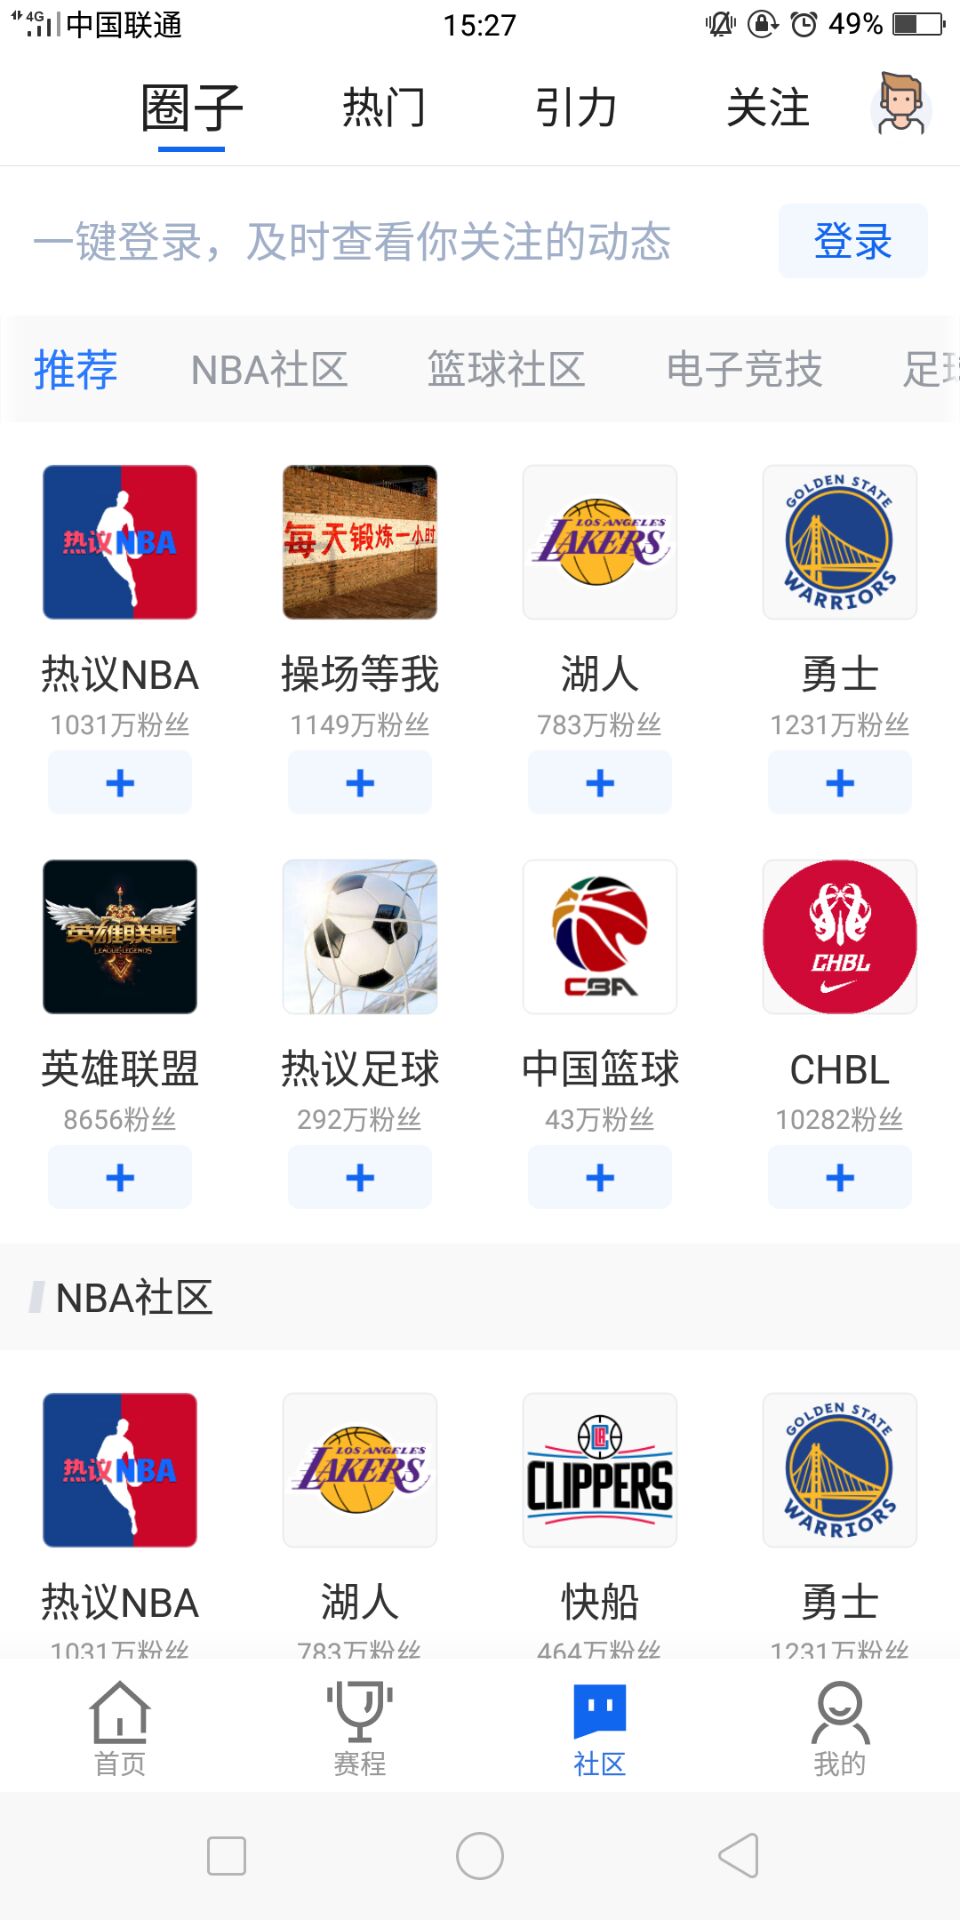 4G 中国联通 15:27 49%
圈子 热门 引力 关注
一键登录，及时查看你关注的动态 登录
推荐 NBA社区 篮球社区 电子竞技 足球
热议NBA 每天锻炼一小时 LOS ANGELES LAKERS GOLDEN STATE WARRIORS
热议NBA 操场等我 湖人 勇士
1031万粉丝 1149万粉丝 783万粉丝 1231万粉丝
+ + + +
英雄联盟 LEAGUE LEGENDS CBA CHBL
英雄联盟 热议足球 中国篮球 CHBL
8656粉丝 292万粉丝 43万粉丝 10282粉丝
+ + + +
NBA社区
热议NBA LOS ANGELES LAKERS CLIPPERS GOLDEN STATE WARRIORS
热议NBA 湖人 快船 勇士
1031万粉丝 783万粉丝 464万粉丝 1231万粉丝
首页 赛程 社区 我的